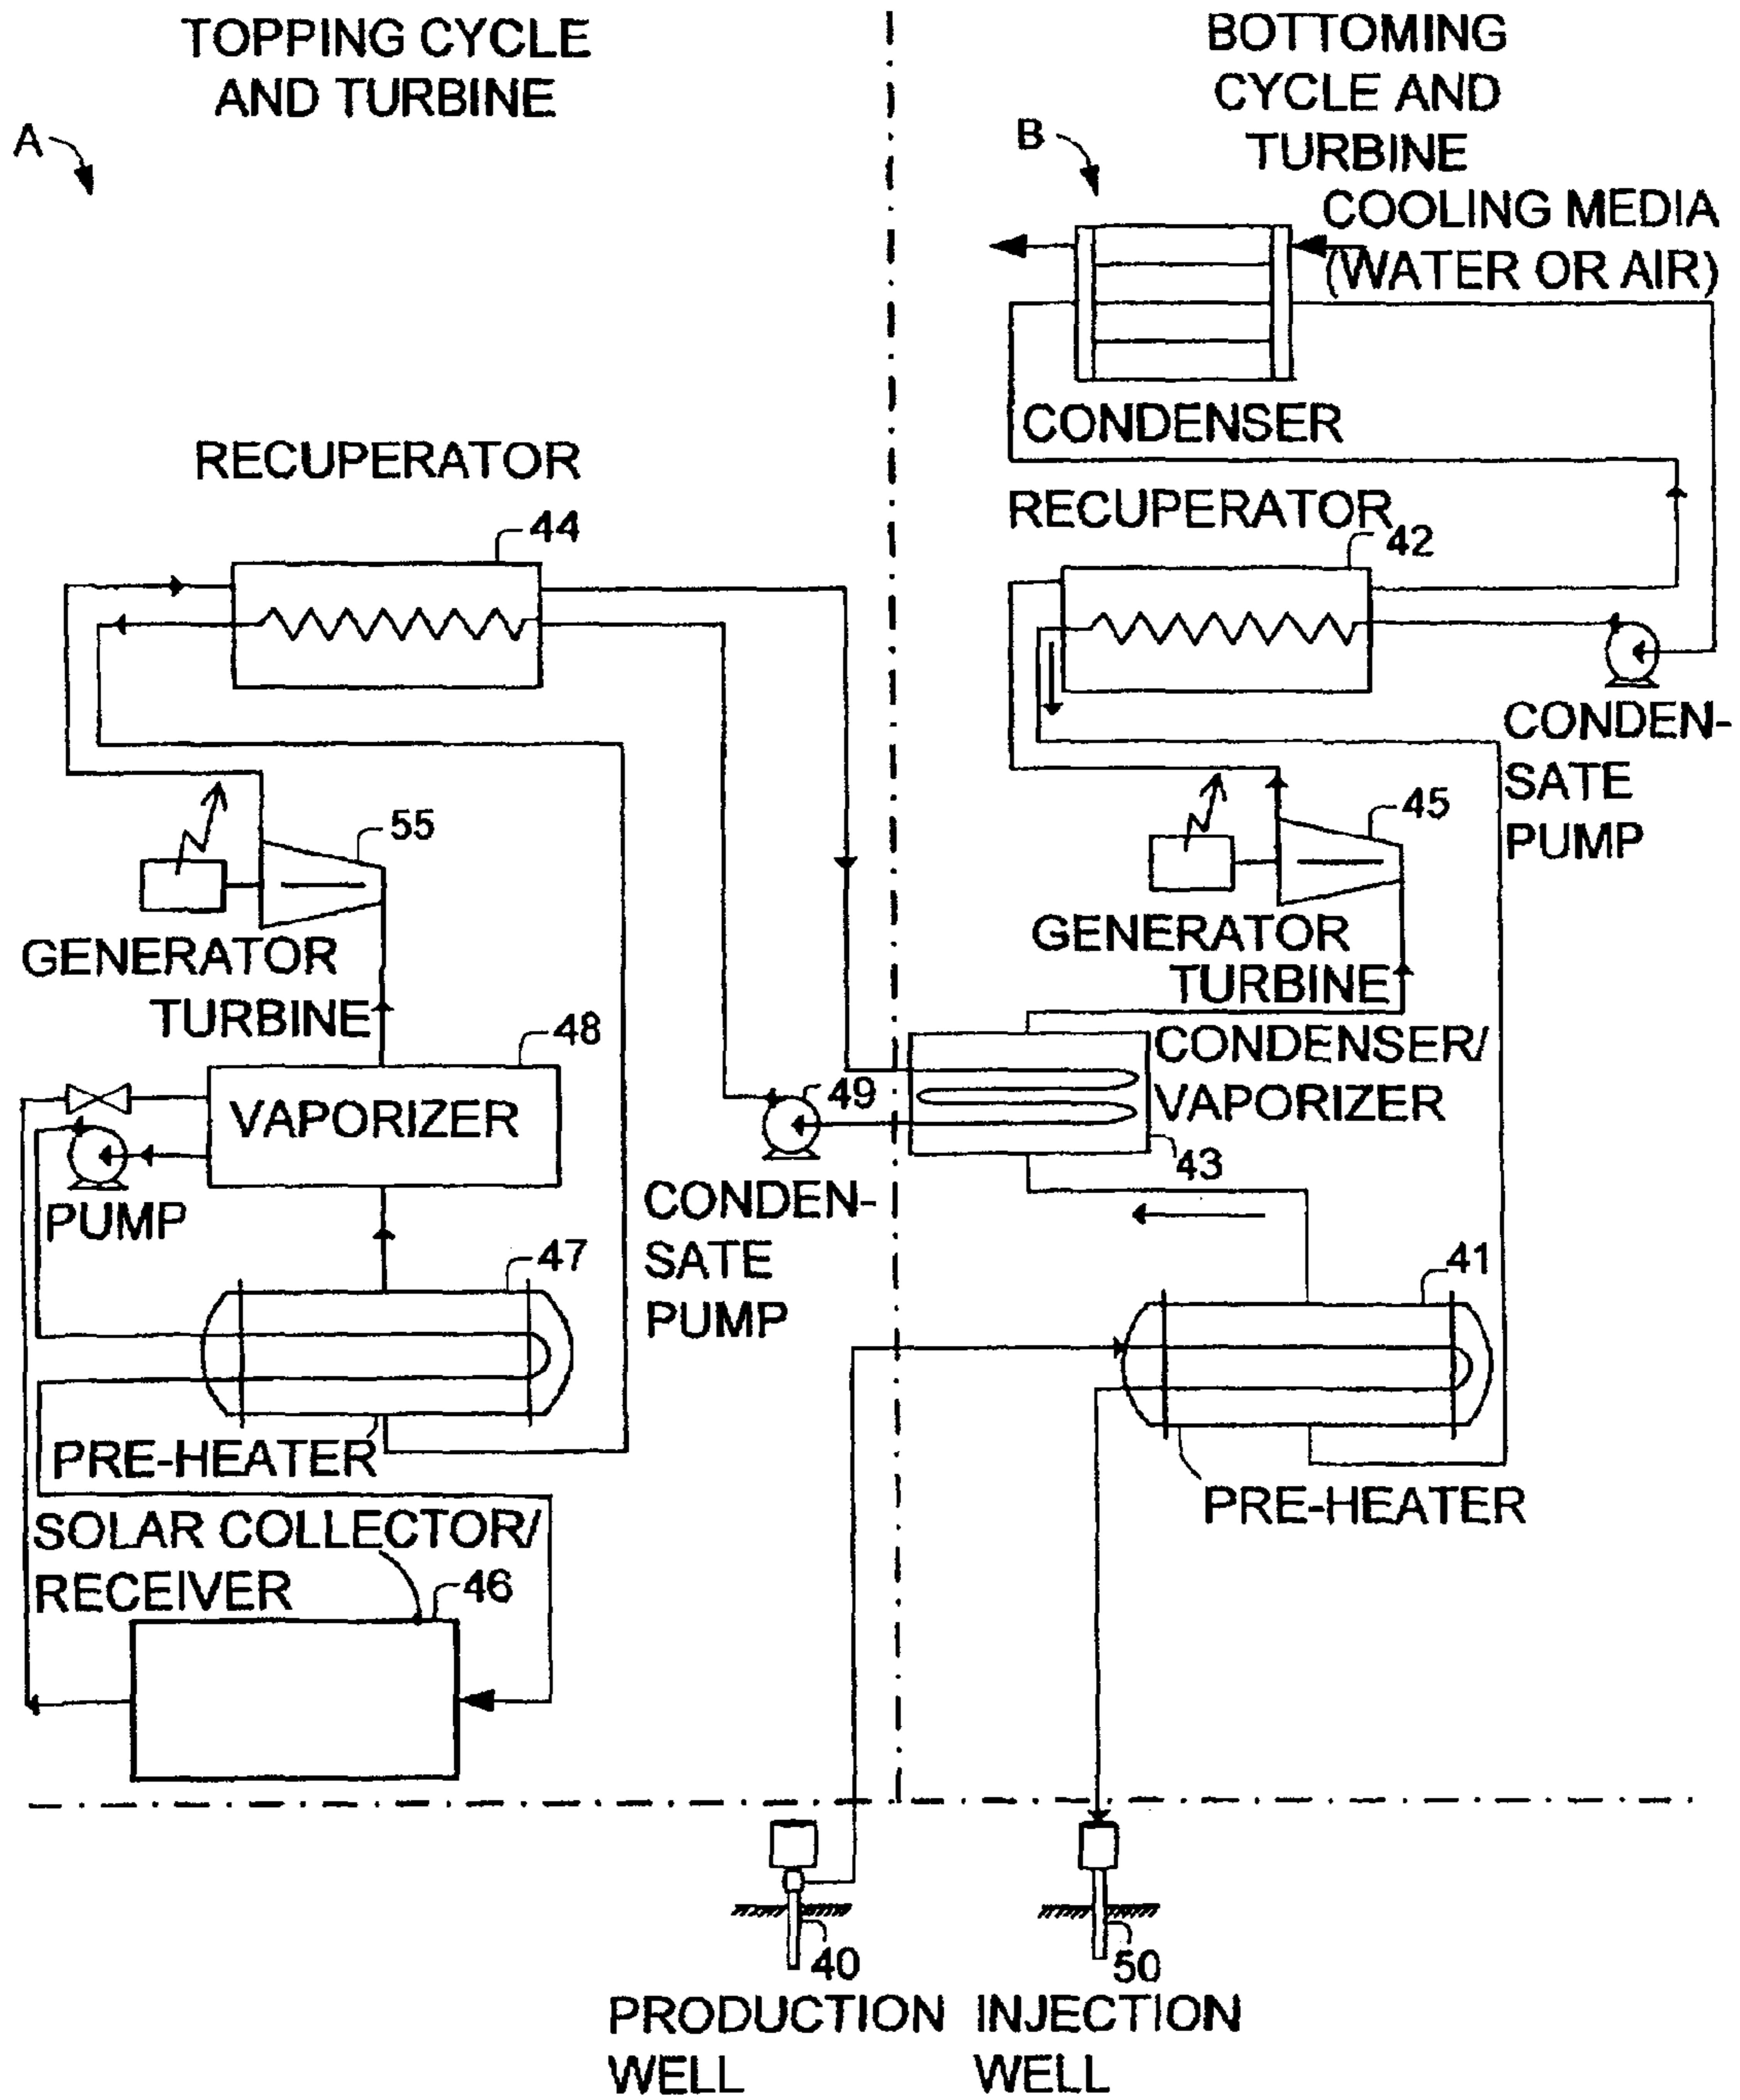 TOPPING CYCLE
AND TURBINE
A
BOTTOMING
CYCLE AND
TURBINE
B
COOLING MEDIA
(WATER OR AIR)
CONDENSER
RECUPERATOR
44
RECUPERATOR
42
CONDEN-
SATE
PUMP
55
GENERATOR
TURBINE
45
GENERATOR
TURBINE
48
VAPORIZER
PUMP
49
CONDEN-
SATE
PUMP
CONDENSER/
VAPORIZER
43
47
PRE-HEATER
41
PRE-HEATER
SOLAR COLLECTOR/
RECEIVER
46
40
PRODUCTION
WELL
50
INJECTION
WELL